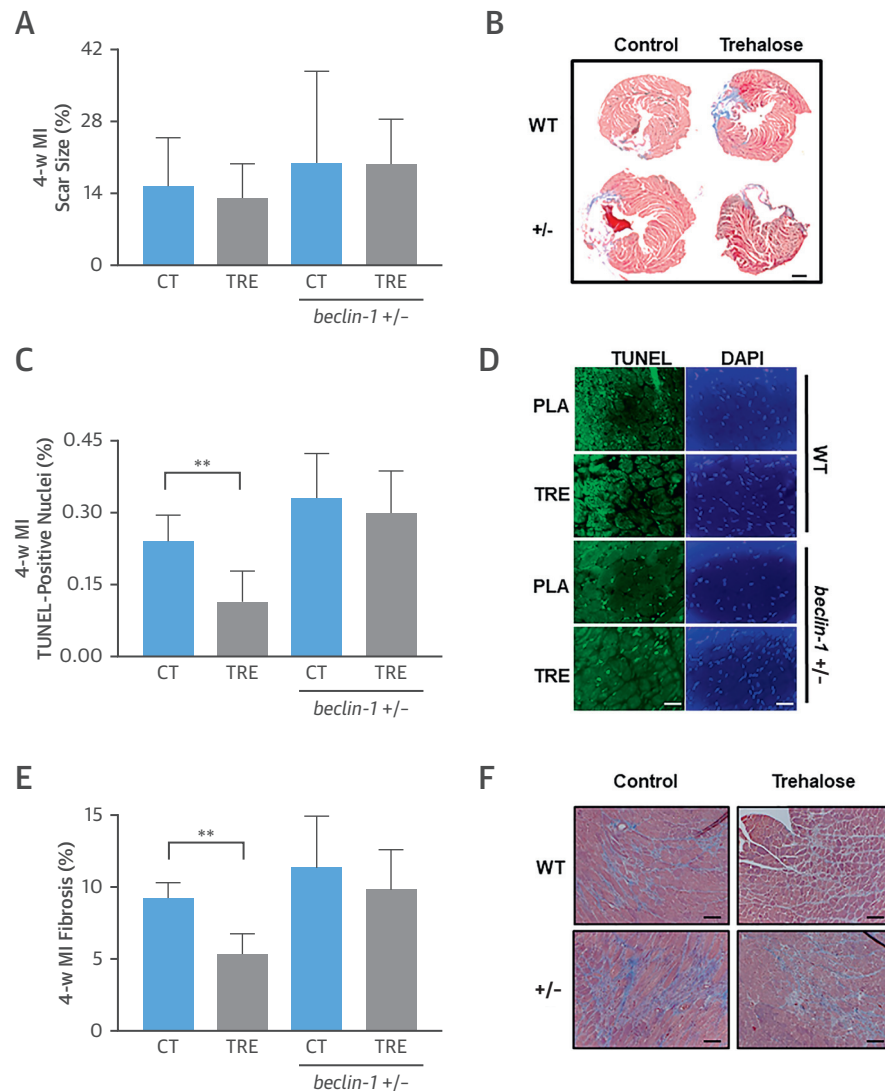 A
4-w MI
Scar Size (%)
42
28
14
0
CT TRE CT TRE
beclin-1 +/−
B
Control Trehalose
WT
+/-
C
4-w MI
TUNEL-Positive Nuclei (%)
0.45
0.30
0.15
0.00
**
CT TRE CT TRE
beclin-1 +/−
D
TUNEL DAPI
PLA
TRE
WT
PLA
TRE
beclin-1 +/-
E
4-w MI Fibrosis (%)
15
10
5
0
**
CT TRE CT TRE
beclin-1 +/−
F
Control Trehalose
WT
+/-